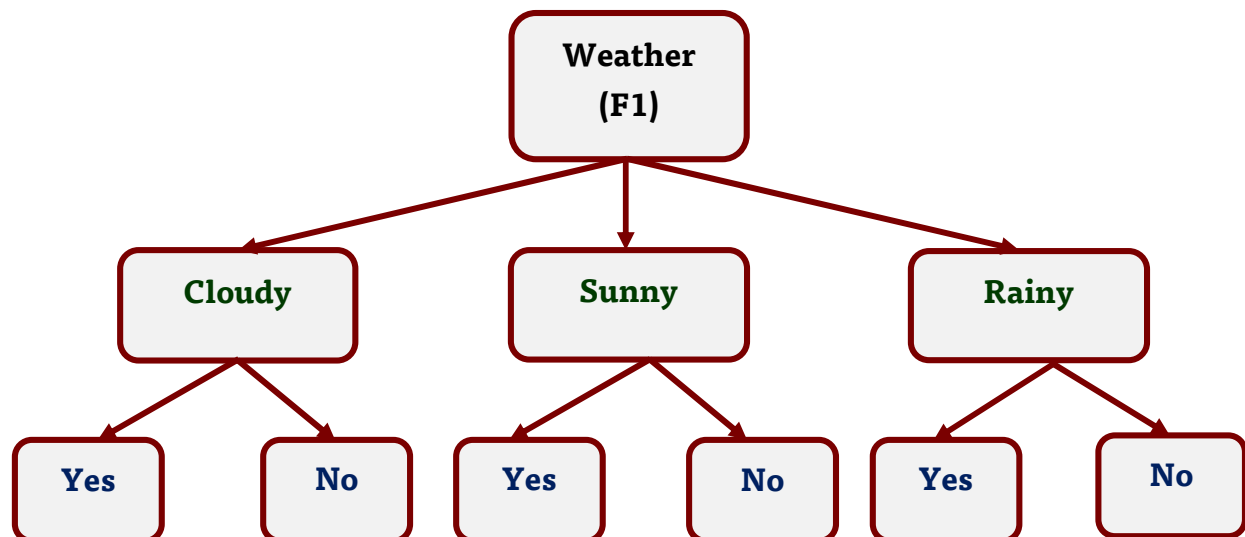 Weather
(F1)
Cloudy
Sunny
Rainy
Yes
No
Yes
No
Yes
No